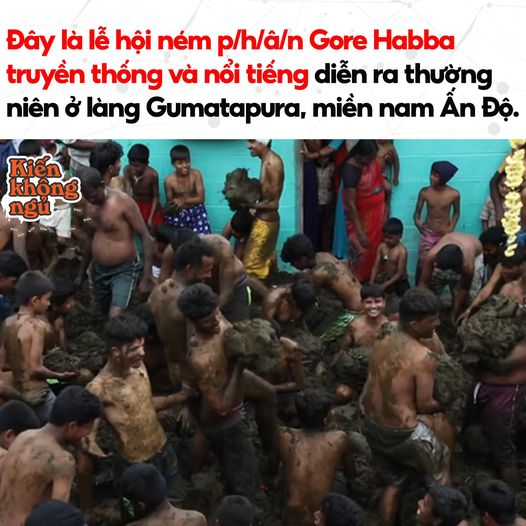 Đây là lễ hội ném p/h/â/n Gore Habba
truyền thống và nổi tiếng diễn ra thường
niên ở làng Gumatapura, miền nam Ấn Độ.
Kiến
không
ngủ